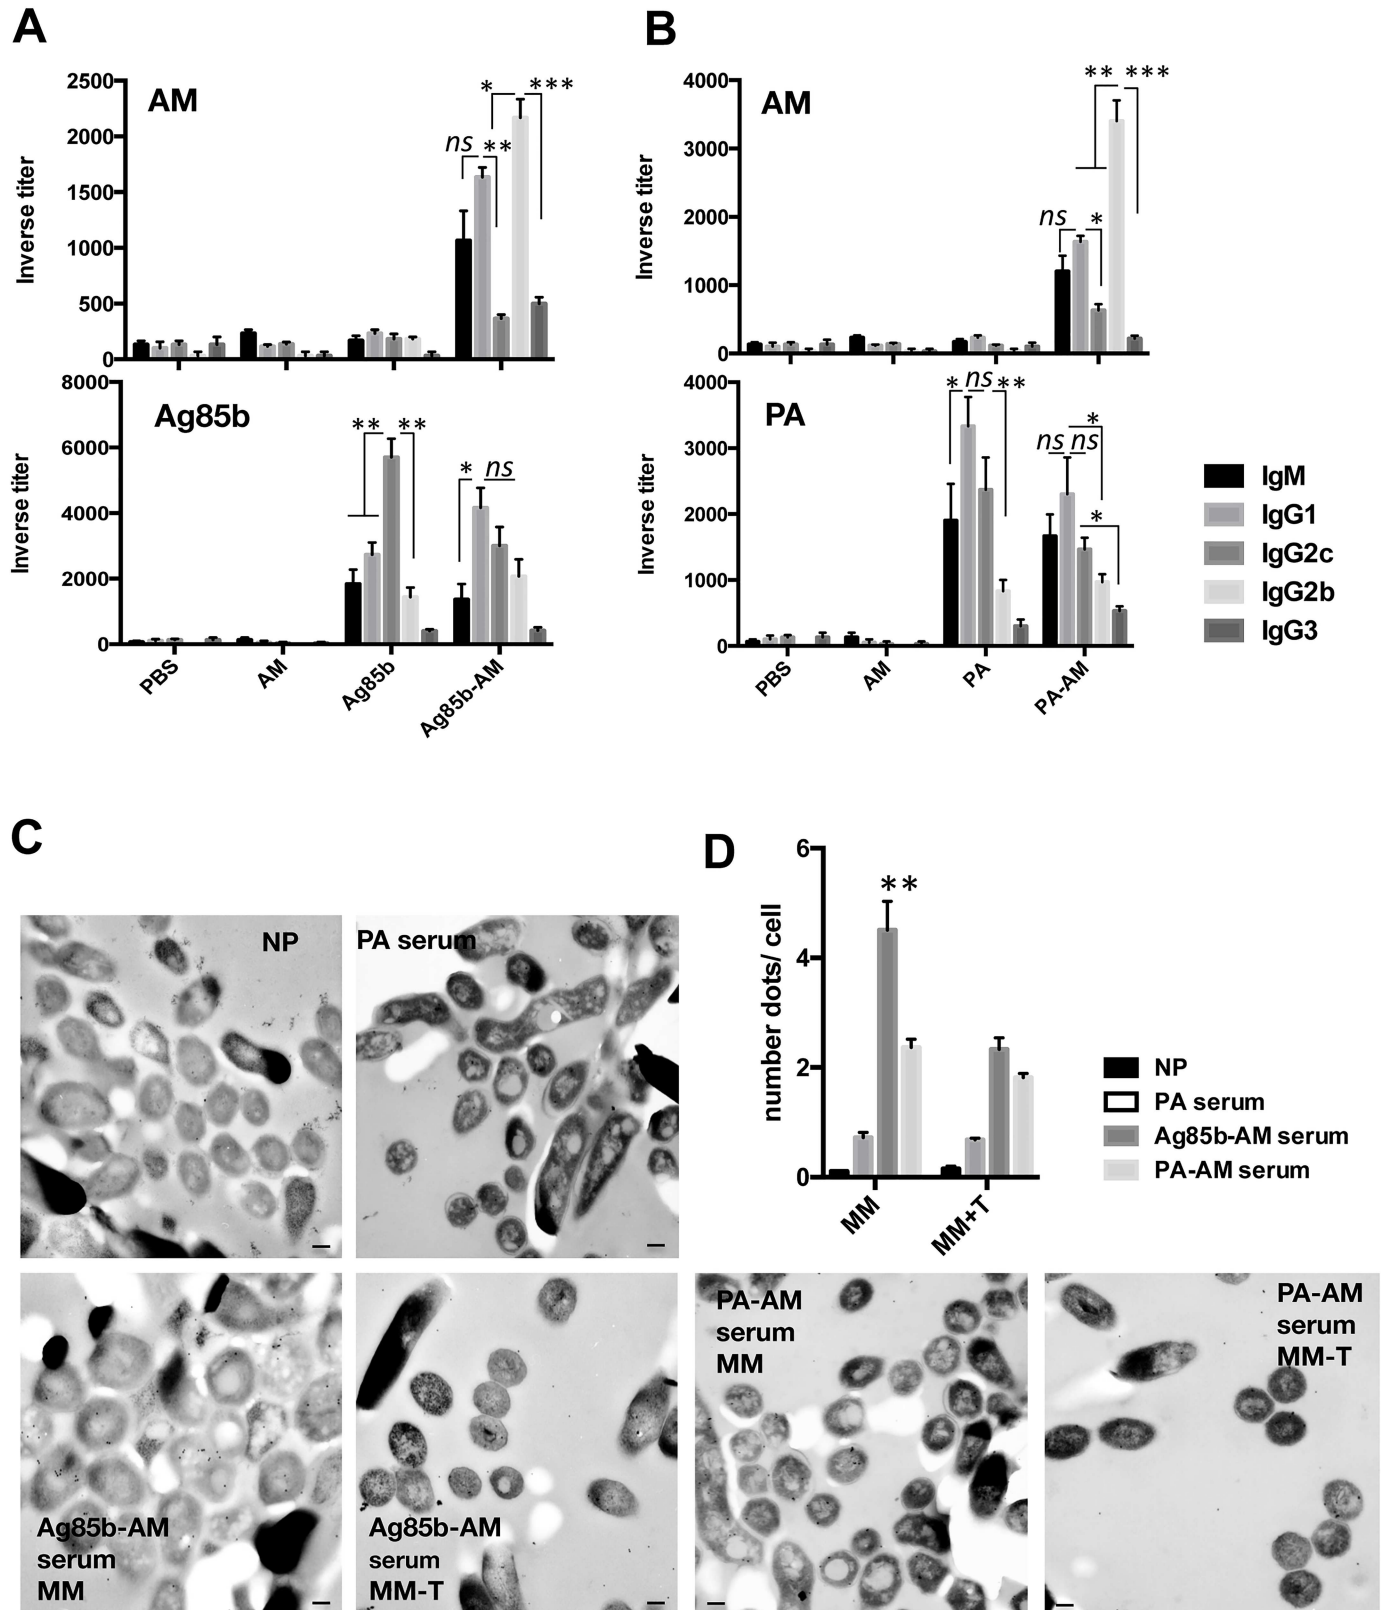 A
B
2500
2000
1500
1000
500
0
Inverse titer
AM
ns
**
*
***
4000
3000
2000
1000
0
Inverse titer
AM
ns
*
**
***
8000
6000
4000
2000
0
Inverse titer
Ag85b
**
**
*
ns
PBS
AM
Ag85b
Ag85b-AM
4000
3000
2000
1000
0
Inverse titer
PA
*
ns
**
ns
ns
*
*
PBS
AM
PA
PA-AM
IgM
IgG1
IgG2c
IgG2b
IgG3
C
NP
PA serum
D
6
4
2
0
number dots/ cell
**
MM
MM+T
NP
PA serum
Ag85b-AM serum
PA-AM serum
Ag85b-AM
serum
MM
Ag85b-AM
serum
MM-T
PA-AM
serum
MM
PA-AM
serum
MM-T